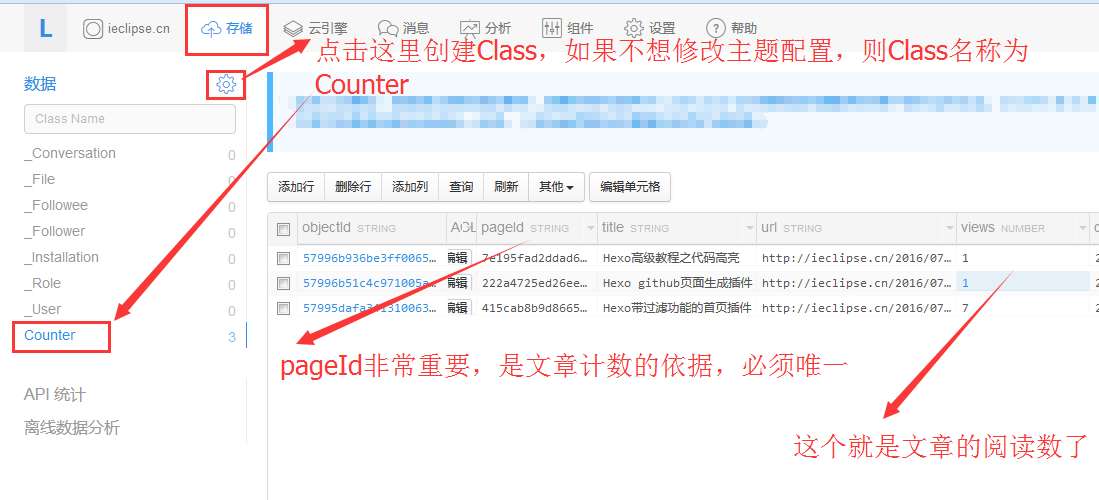 L ieclipse.cn 存储 云引擎 消息 分析 组件 设置 帮助
点击这里创建Class，如果不想修改主题配置，则Class名称为
Counter
数据
Class Name
_Conversation 0
_File 0
_Followee 0
_Follower 0
_Installation 0
_Role 0
_User 0
Counter 3
API 统计
离线数据分析
添加行 删除行 添加列 查询 刷新 其他 编辑单元格
objectId STRING ACL pageId STRING title STRING url STRING views NUMBER
57996b936be3ff0065... 编辑 7e195fad2ddad6... Hexo高级教程之代码高亮 http://ieclipse.cn/2016/07... 1
57996b51c4c971005a... 编辑 222a4725ed26ee... Hexo github页面生成插件 http://ieclipse.cn/2016/07... 1
编辑 415cab8b9d8665... Hexo带过滤功能的首页插件 http://ieclipse.cn/2016/07... 7
pageId非常重要，是文章计数的依据，必须唯一
这个就是文章的阅读数了